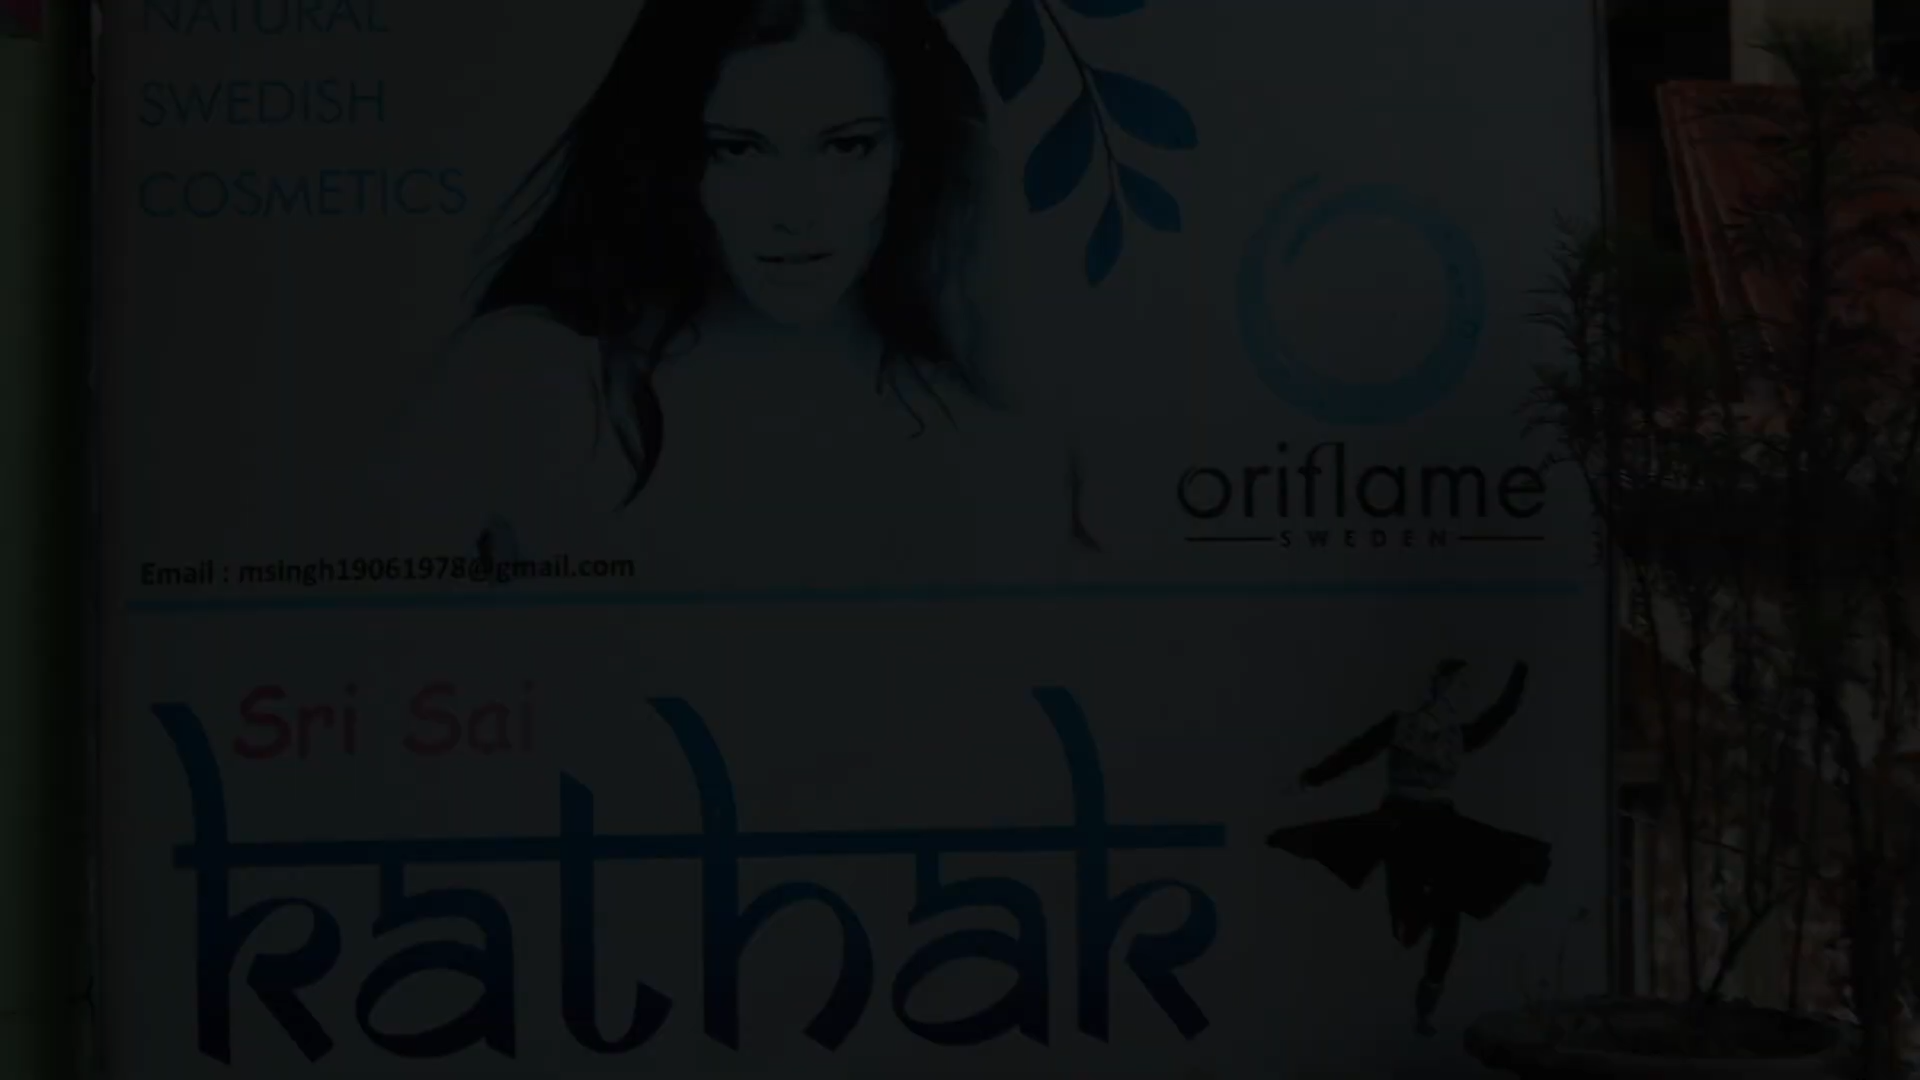 NATURAL
SWEDISH
COSMETICS
oriflame
SWEDEN
Email : msingh19061978@gmail.com
Sri Sai
kathak